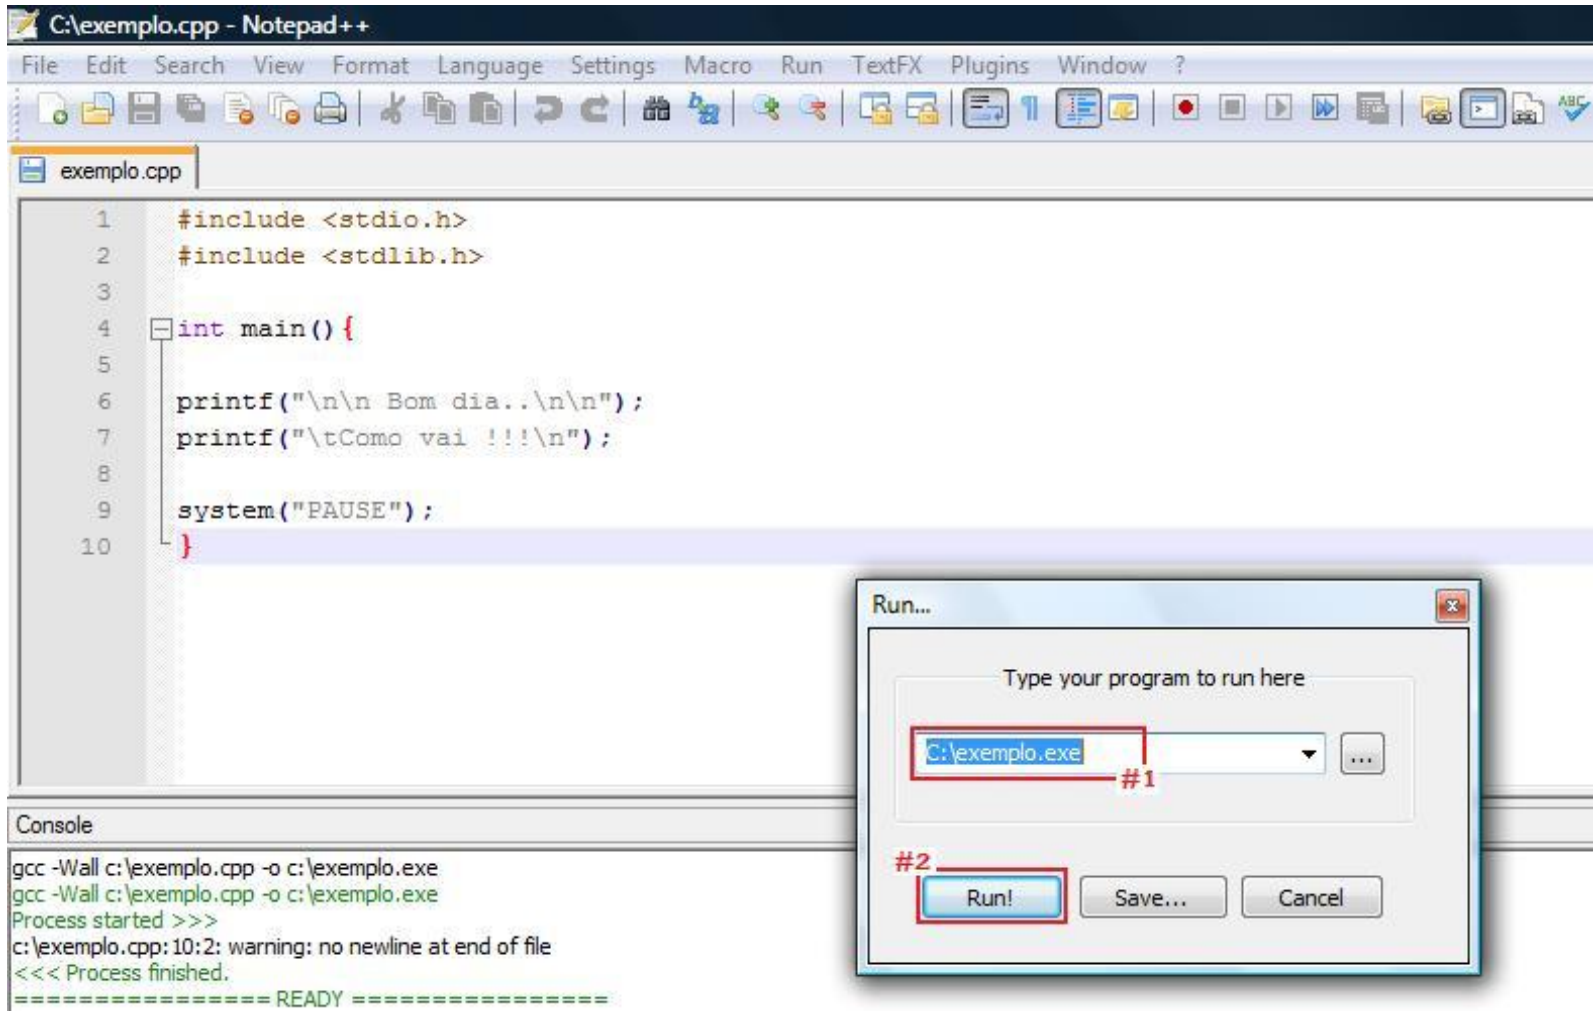 C:\exemplo.cpp - Notepad++
File Edit Search View Format Language Settings Macro Run TextFX Plugins Window ?
ABC
exemplo.cpp
1 #include <stdio.h>
2 #include <stdlib.h>
3
4 int main(){
5
6 printf("\n\n Bom dia..\n\n");
7 printf("\tComo vai !!!\n");
8
9 system("PAUSE");
10 }
Run...
Type your program to run here
C:\exemplo.exe
...
#1
#2
Run! Save... Cancel
Console
gcc -Wall c:\exemplo.cpp -o c:\exemplo.exe
gcc -Wall c:\exemplo.cpp -o c:\exemplo.exe
Process started >>>
c:\exemplo.cpp:10:2: warning: no newline at end of file
<<< Process finished.
================ READY ================